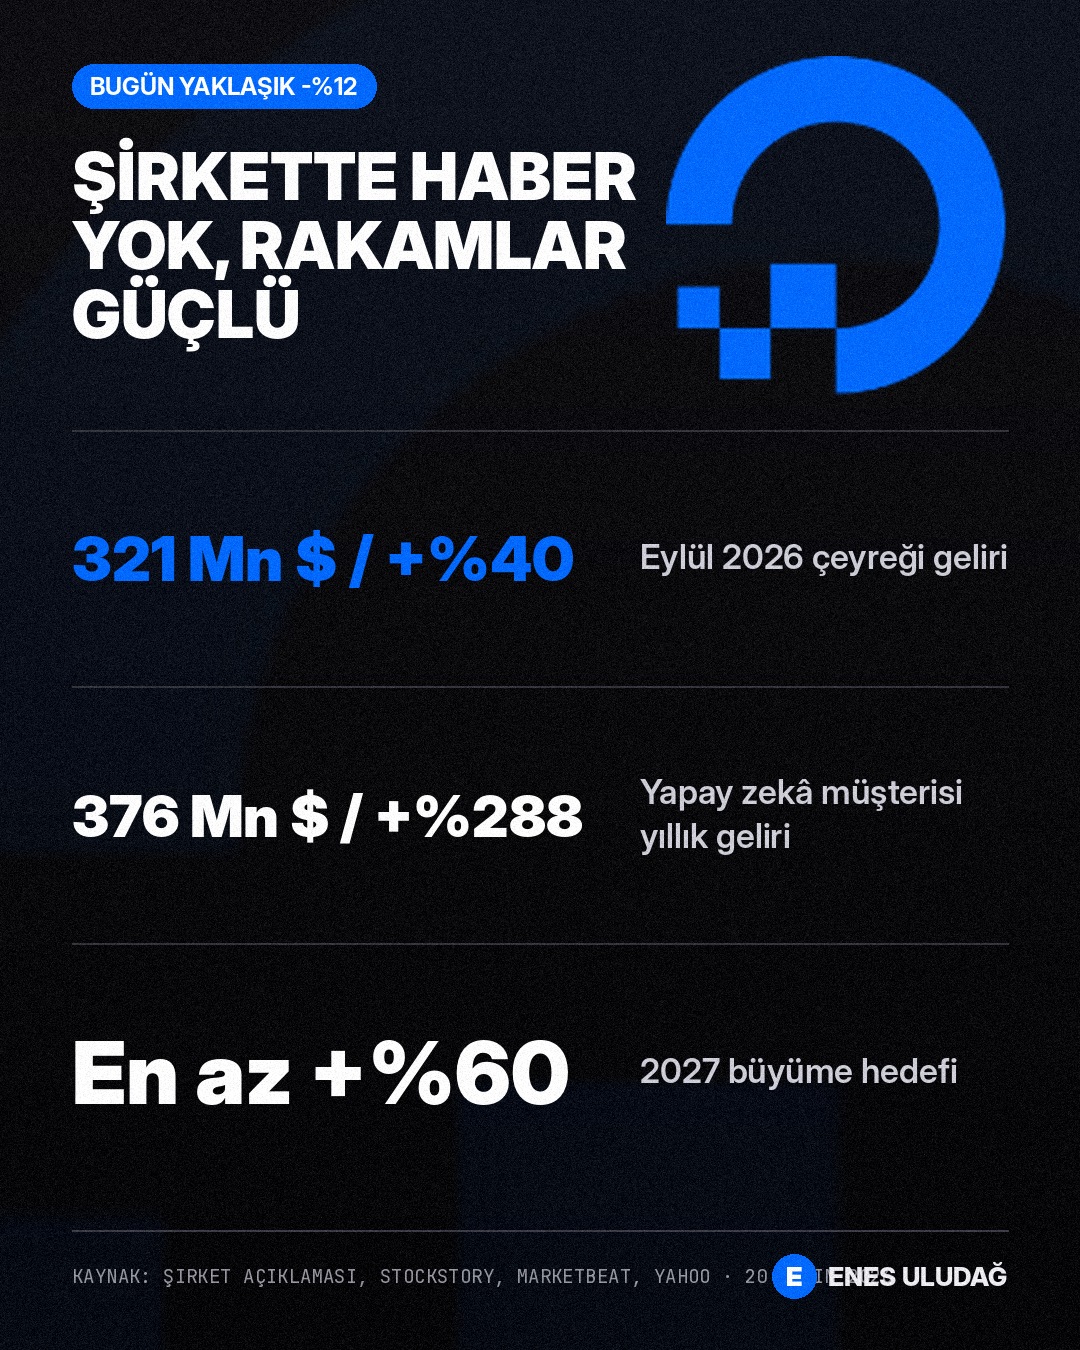 BUGÜN YAKLAŞIK -%12
ŞİRKETTE HABER
YOK, RAKAMLAR
GÜÇLÜ
321 Mn $ / +%40
Eylül 2026 çeyreği geliri
376 Mn $ / +%288
Yapay zekâ müşterisi
yıllık geliri
En az +%60
2027 büyüme hedefi
KAYNAK: ŞIRKET AÇIKLAMASI, STOCKSTORY, MARKETBEAT, YAHOO · 20
E ENES ULUDAĞ